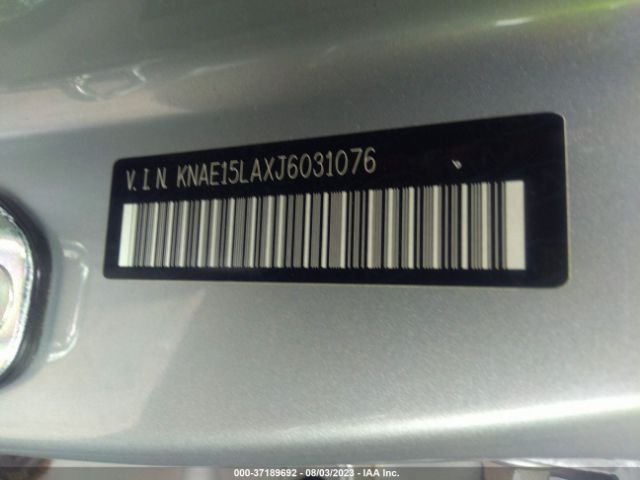 V.I.N. KNAE15LAXJ6031076
000-37189692 - 08/03/2023 - IAA Inc.